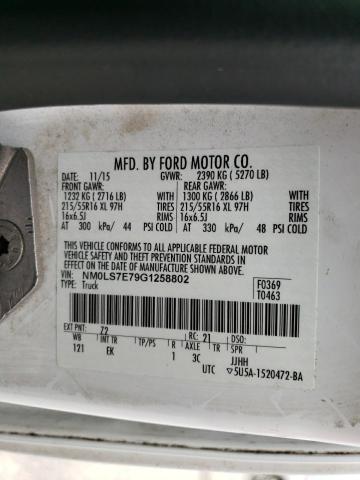 MFD. BY FORD MOTOR CO.
DATE: 11/15 GVWR: 2390 KG ( 5270 LB)
FRONT GAWR: REAR GAWR:
1232 KG ( 2716 LB) WITH 1300 KG ( 2866 LB) WITH
215/55R16 XL 97H TIRES 215/55R16 XL 97H TIRES
16x6.5J RIMS 16x6.5J RIMS
AT 300 kPa/ 44 PSI COLD AT 330 kPa/ 48 PSI COLD
THIS VEHICLE CONFORMS TO ALL APPLICABLE FEDERAL MOTOR
VEHICLE SAFETY STANDARDS IN EFFECT ON THE DATE OF
MANUFACTURE SHOWN ABOVE.
VIN: NM0LS7E79G1258802 F0369
TYPE: Truck T0463
EXT PNT: Z2 RC: 21 DSO:
WB INT TR TP/PS R AXLE TR SPR
121 EK 1 3C JJHH
UTC ▽5U5A-1520472-BA